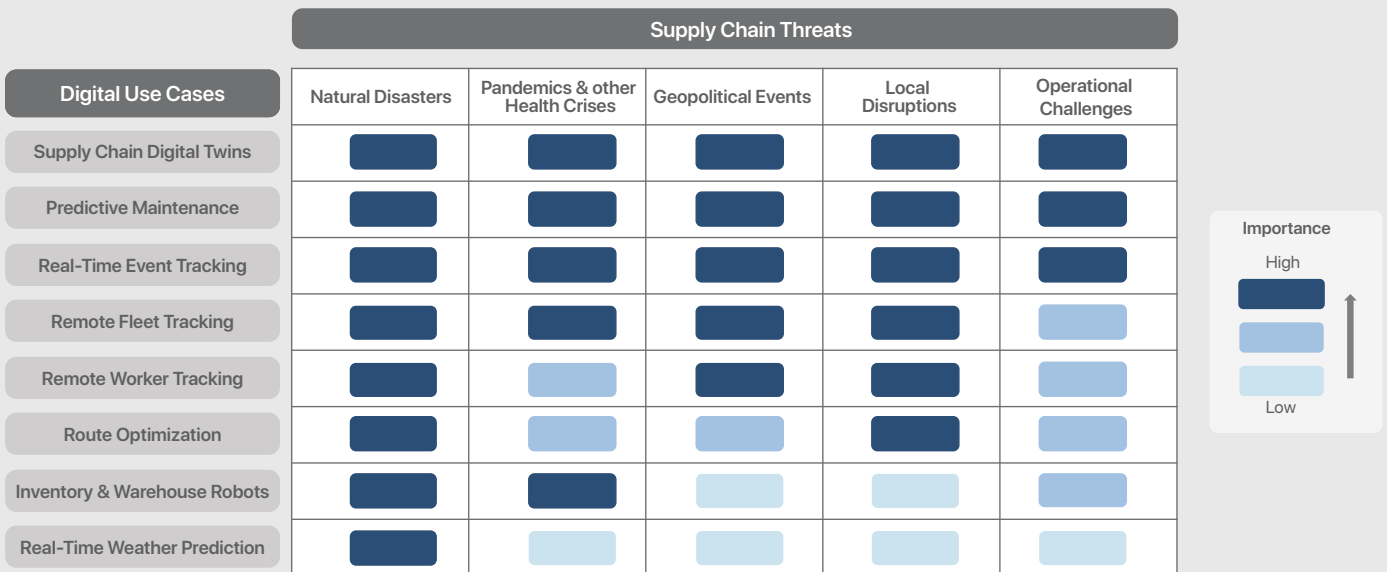 Supply Chain Threats
Digital Use Cases
Natural Disasters
Pandemics & other
Health Crises
Geopolitical Events
Local
Disruptions
Operational
Challenges
Supply Chain Digital Twins
Predictive Maintenance
Real-Time Event Tracking
Remote Fleet Tracking
Remote Worker Tracking
Route Optimization
Inventory & Warehouse Robots
Real-Time Weather Prediction
Importance
High
Low